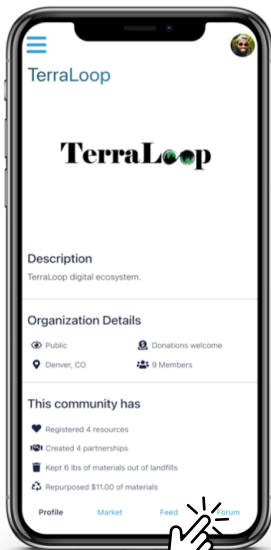 TerraLoop
TerraLoop
Description
TerraLoop digital ecosystem.
Organization Details
Public Donations welcome
Denver, CO 9 Members
This community has
Registered 4 resources
Created 4 partnerships
Kept 6 lbs of materials out of landfills
Repurposed $11.00 of materials
Profile Market Feed Forum